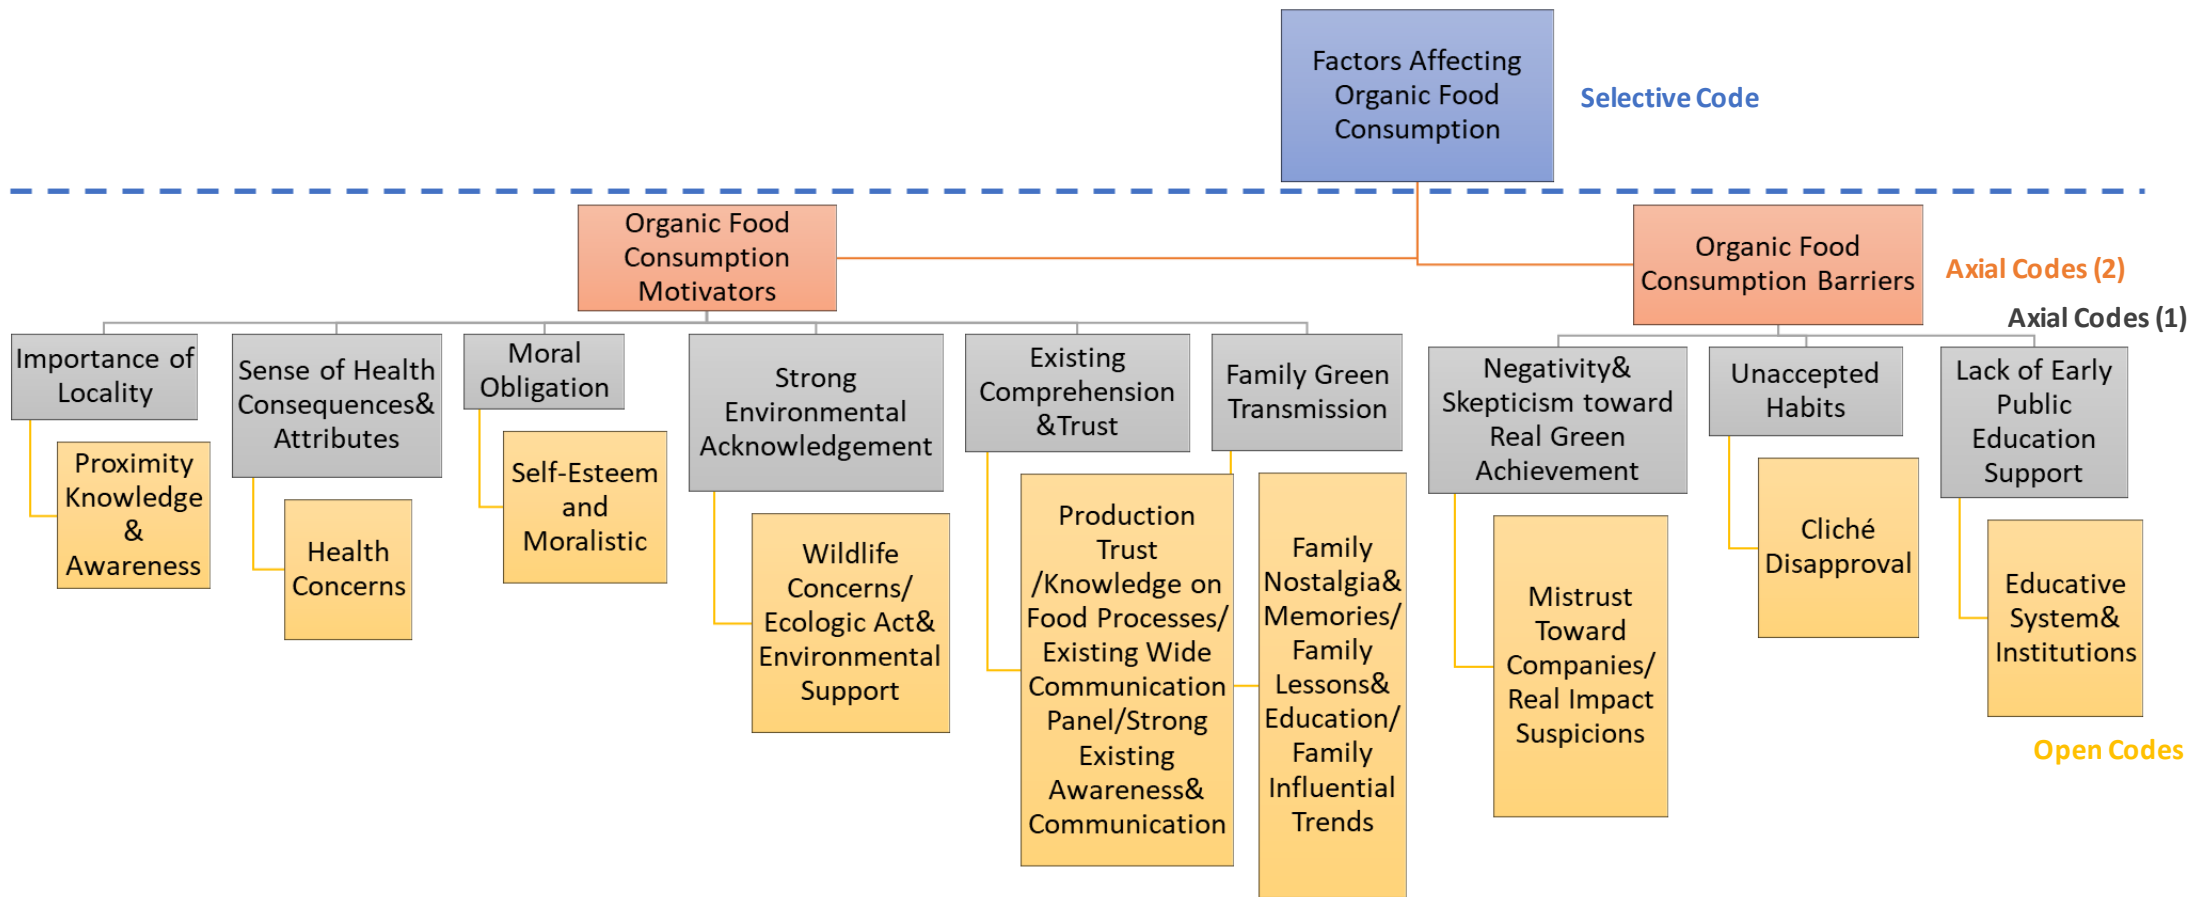 Factors Affecting
Organic Food
Consumption
Selective Code
Organic Food
Consumption
Motivators
Organic Food
Consumption Barriers
Axial Codes (2)
Axial Codes (1)
Importance of
Locality
Sense of Health
Consequences&
Attributes
Moral
Obligation
Strong
Environmental
Acknowledgement
Existing
Comprehension
&Trust
Family Green
Transmission
Negativity&
Skepticism toward
Real Green
Achievement
Unaccepted
Habits
Lack of Early
Public
Education
Support
Proximity
Knowledge
&
Awareness
Health
Concerns
Self-Esteem
and
Moralistic
Wildlife
Concerns/
Ecologic Act&
Environmental
Support
Production
Trust
/Knowledge on
Food Processes/
Existing Wide
Communication
Panel/Strong
Existing
Awareness&
Communication
Family
Nostalgia&
Memories/
Family
Lessons&
Education/
Family
Influential
Trends
Mistrust
Toward
Companies/
Real Impact
Suspicions
Cliché
Disapproval
Educative
System&
Institutions
Open Codes